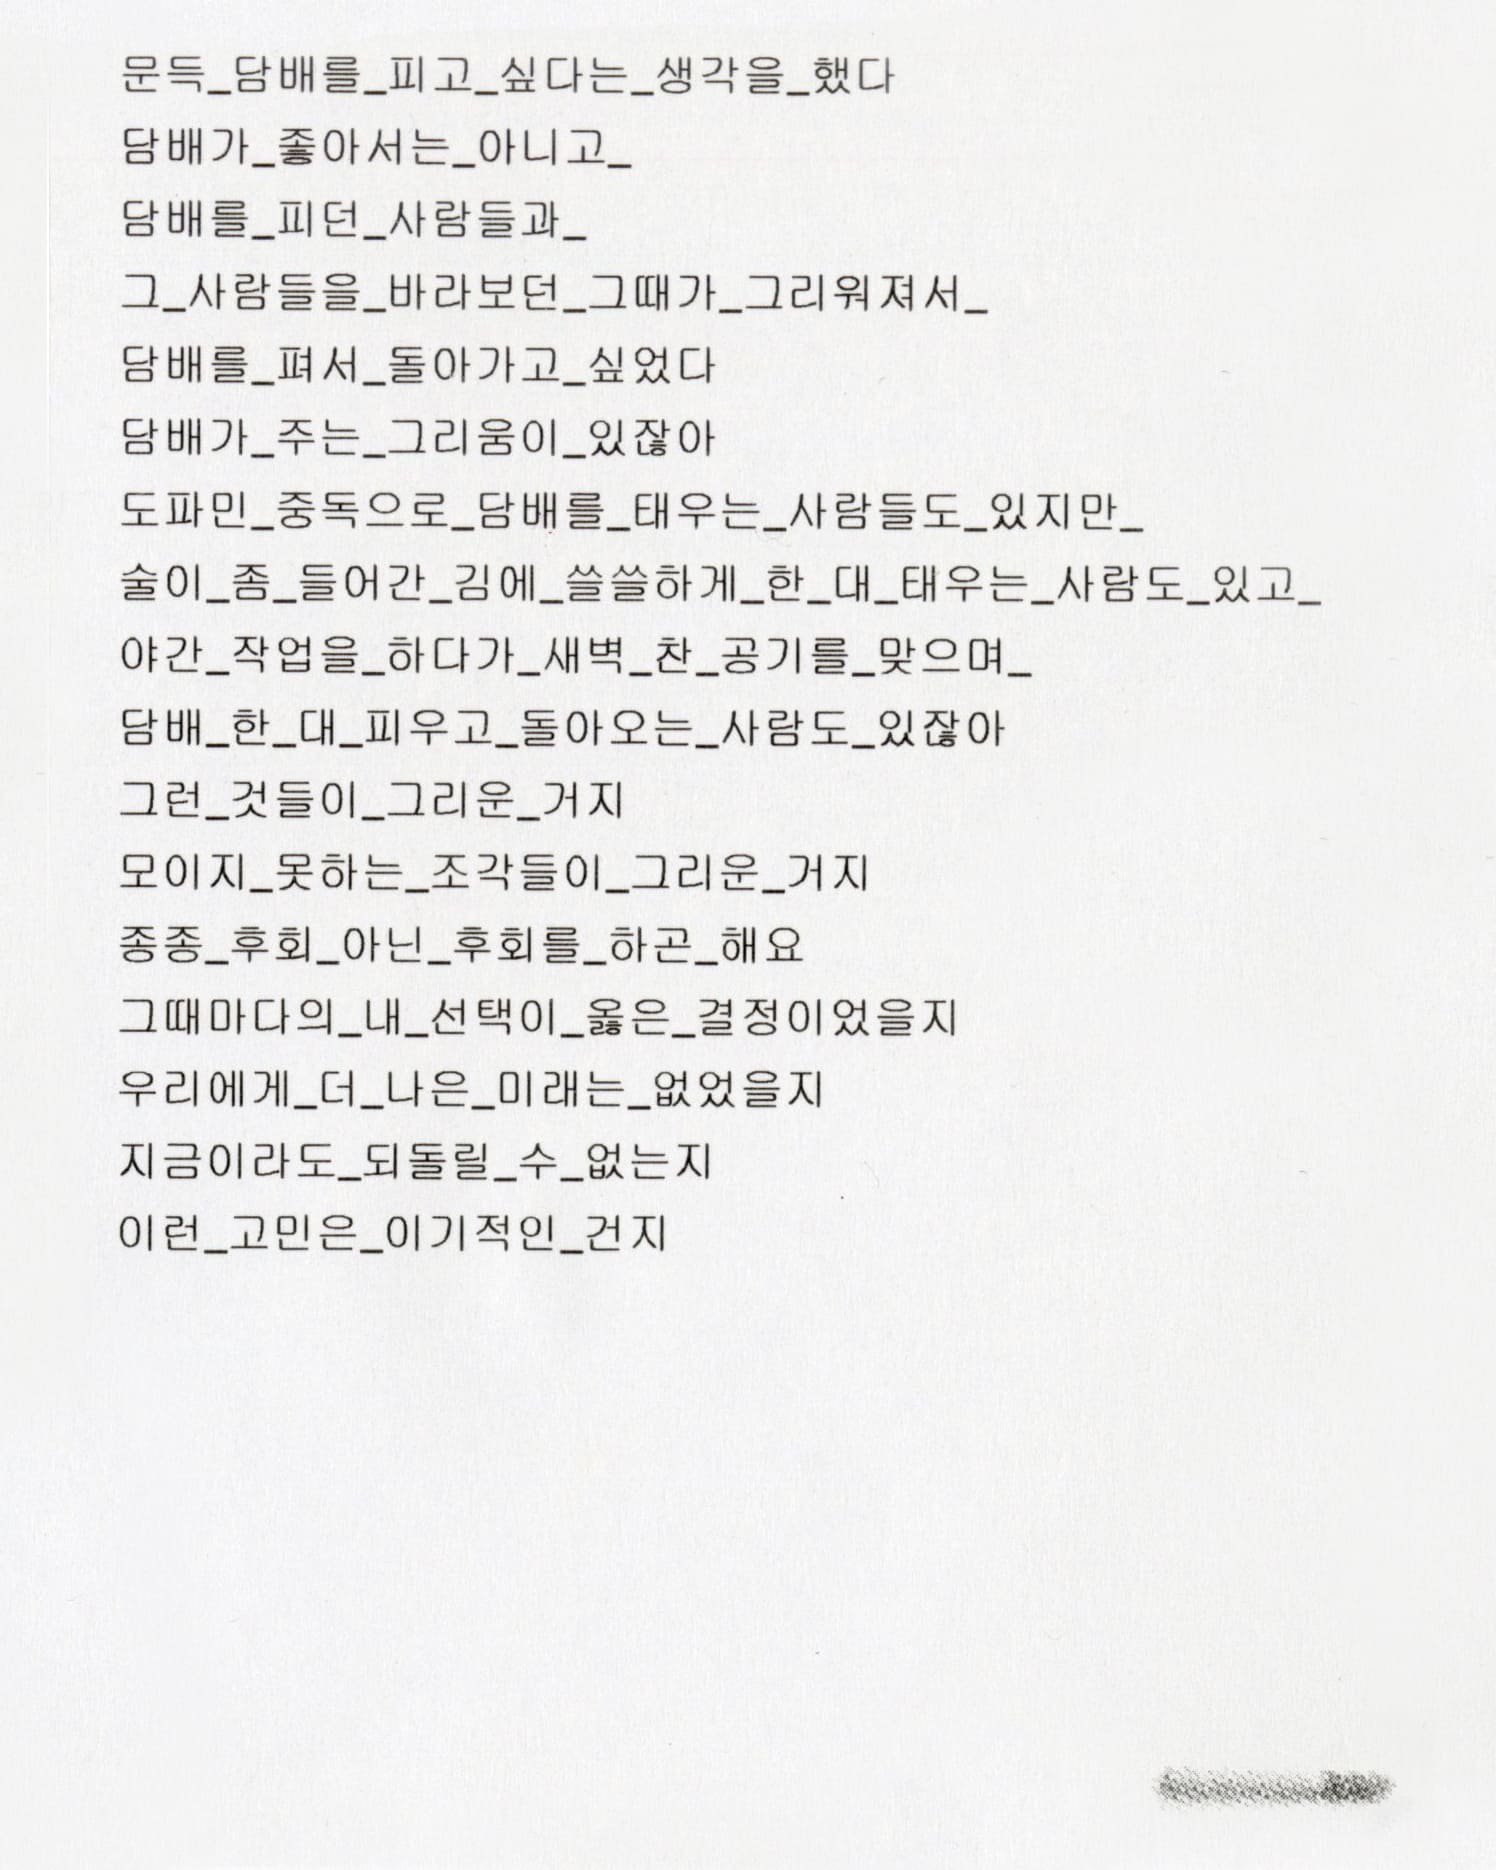 문득_담배를_피고_싶다는_생각을_했다
담배가_좋아서는_아니고_
담배를_피던_사람들과_
그_사람들을_바라보던_그때가_그리워져서_
담배를_펴서_돌아가고_싶었다
담배가_주는_그리움이_있잖아
도파민_중독으로_담배를_태우는_사람들도_있지만_
술이_좀_들어간_김에_쓸쓸하게_한_대_태우는_사람도_있고_
야간_작업을_하다가_새벽_찬_공기를_맞으며_
담배_한_대_피우고_돌아오는_사람도_있잖아
그런_것들이_그리운_거지
모이지_못하는_조각들이_그리운_거지
종종_후회_아닌_후회를_하곤_해요
그때마다의_내_선택이_옳은_결정이었을지
우리에게_더_나은_미래는_없었을지
지금이라도_되돌릴_수_없는지
이런_고민은_이기적인_건지